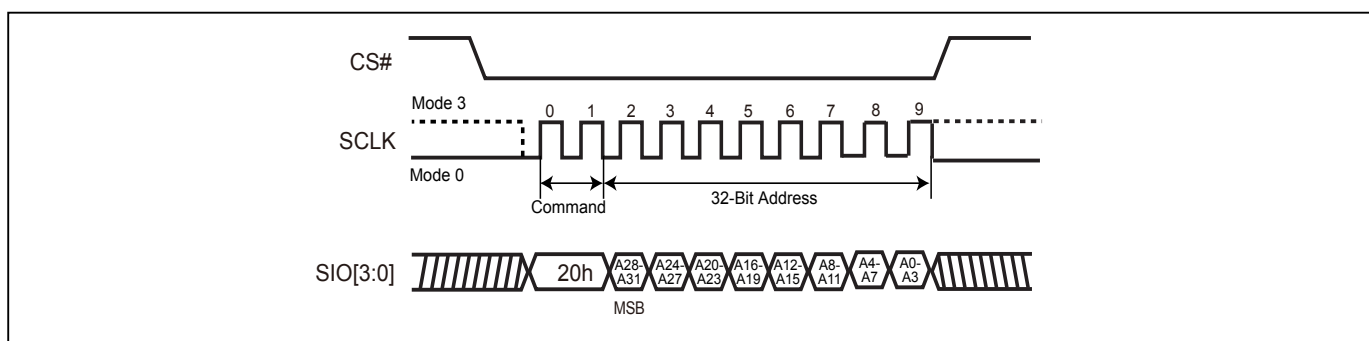 CS#
Mode 3
0 1 2 3 4 5 6 7 8 9
SCLK
Mode 0
Command
32-Bit Address
SIO[3:0]
20h
A28-
A31
A24-
A27
A20-
A23
A16-
A19
A12-
A15
A8-
A11
A4-
A7
A0-
A3
MSB